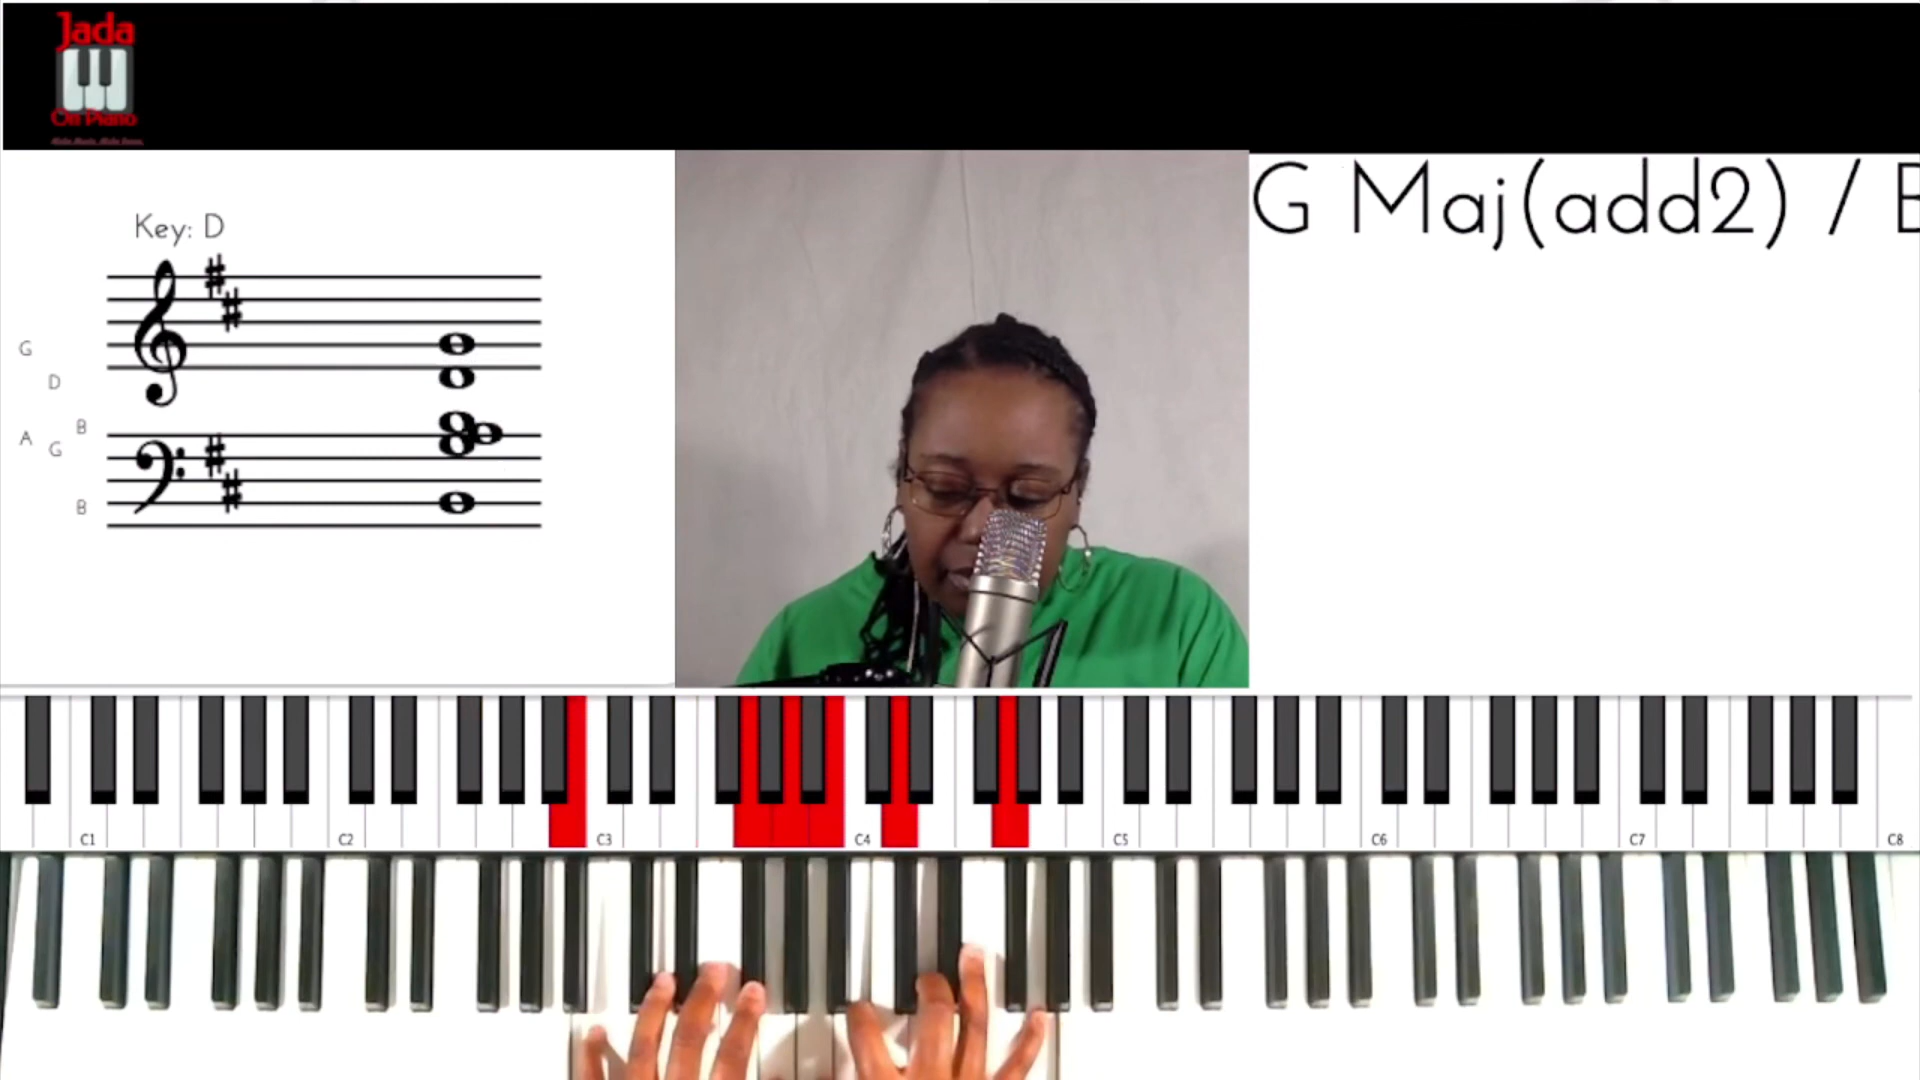 Jada
On Piano
G Maj(add2) /
Key: D
G
D
B
A
G
B
C1 C2 C3 C4 C5 C6 C7 C8